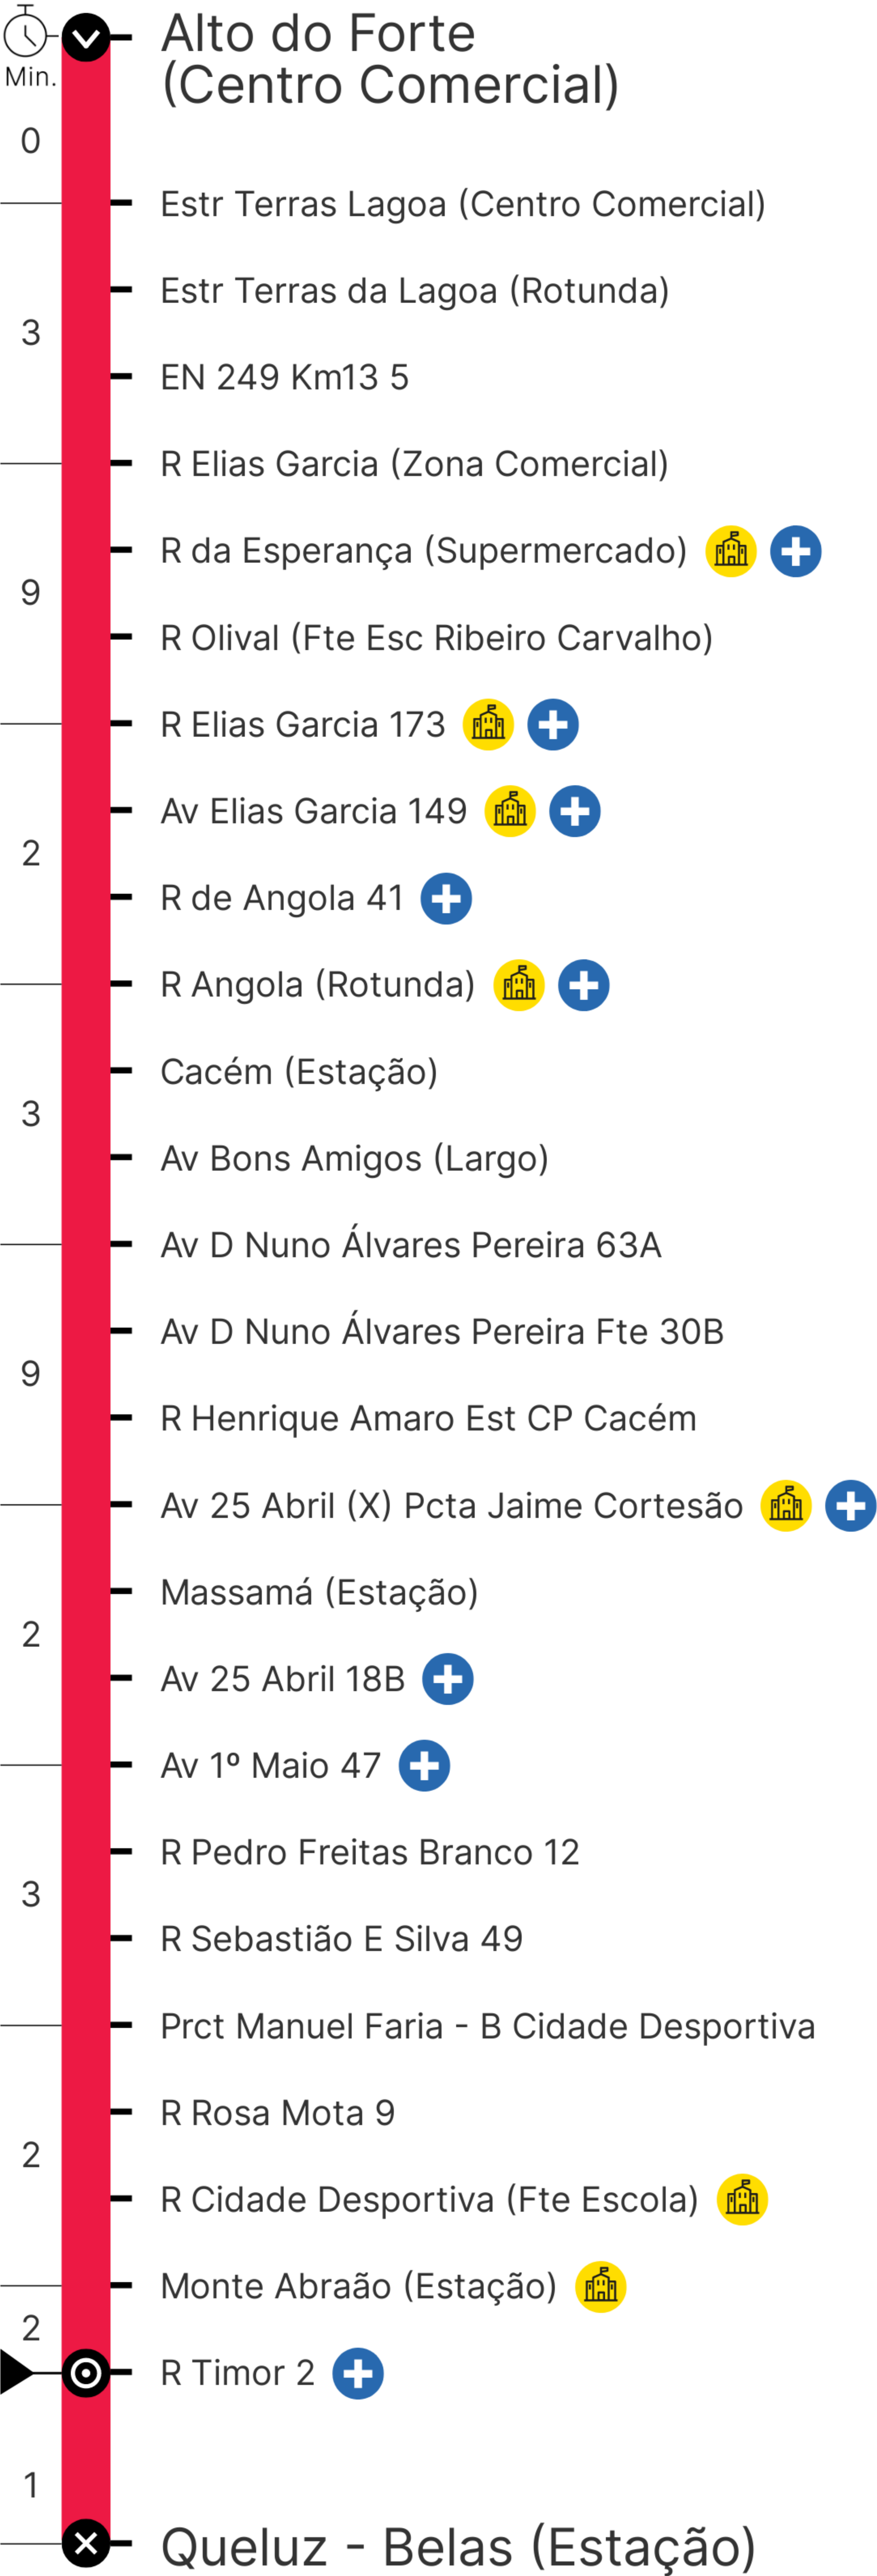 Alto do Forte
(Centro Comercial)
Min.
0
Estr Terras Lagoa (Centro Comercial)
Estr Terras da Lagoa (Rotunda)
3
EN 249 Km13 5
R Elias Garcia (Zona Comercial)
R da Esperança (Supermercado)
9
R Olival (Fte Esc Ribeiro Carvalho)
R Elias Garcia 173
Av Elias Garcia 149
2
R de Angola 41
R Angola (Rotunda)
Cacém (Estação)
3
Av Bons Amigos (Largo)
Av D Nuno Álvares Pereira 63A
Av D Nuno Álvares Pereira Fte 30B
9
R Henrique Amaro Est CP Cacém
Av 25 Abril (X) Pcta Jaime Cortesão
Massamá (Estação)
2
Av 25 Abril 18B
Av 1º Maio 47
R Pedro Freitas Branco 12
3
R Sebastião E Silva 49
Prct Manuel Faria - B Cidade Desportiva
R Rosa Mota 9
2
R Cidade Desportiva (Fte Escola)
Monte Abraão (Estação)
2
R Timor 2
1
Queluz - Belas (Estação)